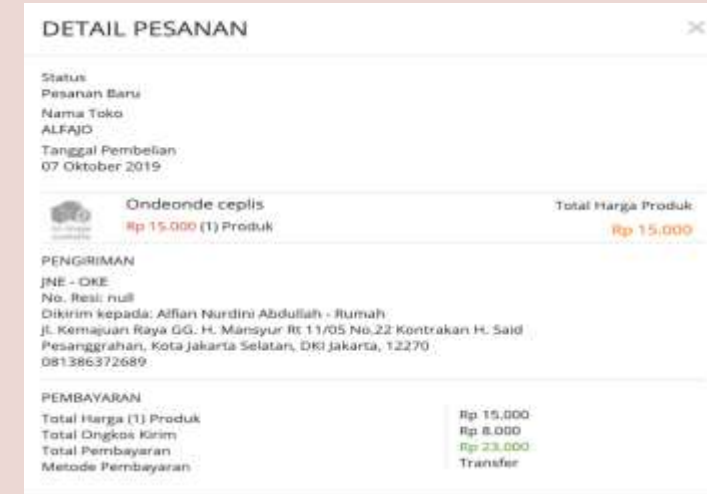 DETAIL PESANAN
Status
Pesanan Baru
Nama Toko
ALFAJO
Tanggal Pembelian
07 Oktober 2019
Ondeonde ceplis
Total Harga Produk
Rp 15.000 (1) Produk
Rp 15.000
PENGIRIMAN
JNE - OKE
No. Resi: null
Dikirim kepada: Alfian Nurdini Abdullah - Rumah
Jl. Kemajuan Raya GG. H. Mansyur Rt 11/05 No.22 Kontrakan H. Said
Pesanggrahan, Kota Jakarta Selatan, DKI Jakarta, 12270
081386372689
PEMBAYARAN
Total Harga (1) Produk Rp 15.000
Total Ongkos Kirim Rp 8.000
Total Pembayaran Rp 23.000
Metode Pembayaran Transfer